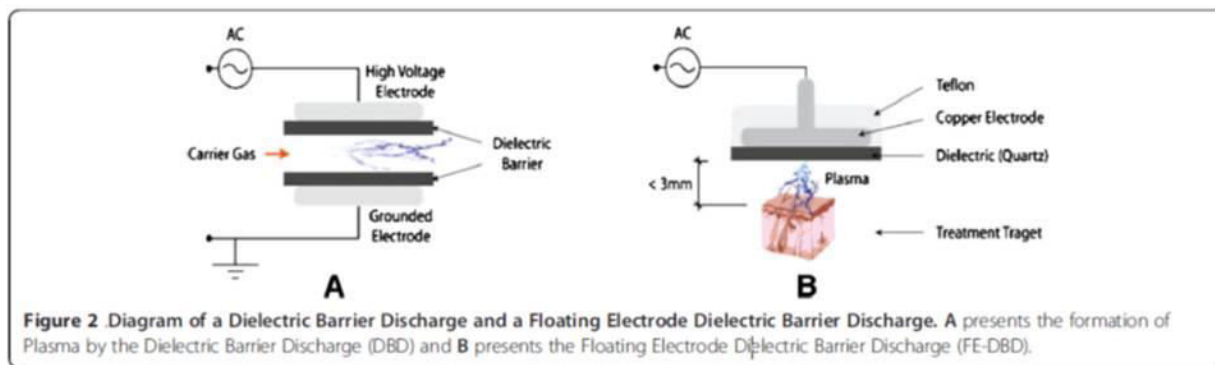 AC
High Voltage
Electrode
Carrier Gas
Dielectric
Barrier
Grounded
Electrode
A
AC
Teflon
Copper Electrode
Dielectric (Quartz)
< 3mm
Plasma
Treatment Traget
B
Figure 2 .Diagram of a Dielectric Barrier Discharge and a Floating Electrode Dielectric Barrier Discharge. A presents the formation of
Plasma by the Dielectric Barrier Discharge (DBD) and B presents the Floating Electrode Dielectric Barrier Discharge (FE-DBD).